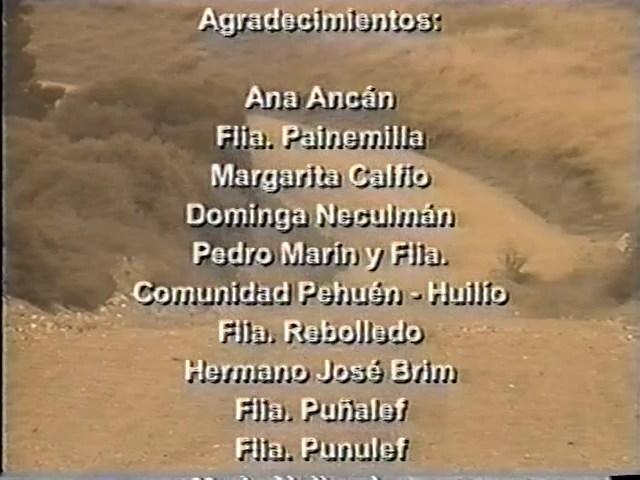 Agradecimientos:
Ana Ancán
Flia. Painemilla
Margarita Calfio
Dominga Neculmán
Pedro Marín y Flia.
Comunidad Pehuén - Huilío
Flia. Rebolledo
Hermano José Brim
Flia. Puñalef
Flia. Punulef